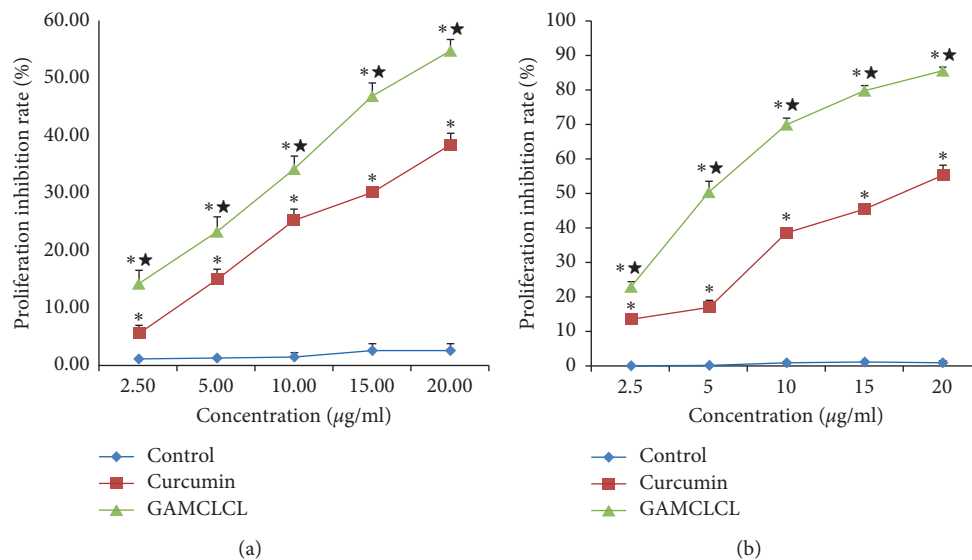 Proliferation inhibition rate (%)
60.00
50.00
40.00
30.00
20.00
10.00
0.00
*★ *★ *★ *★ *★
* * * * *
2.50 5.00 10.00 15.00 20.00
Concentration (μg/ml)
Control
Curcumin
GAMCLCL
(a)
Proliferation inhibition rate (%)
100
90
80
70
60
50
40
30
20
10
0
*★ *★ *★ *★ *★
* * * * *
2.5 5 10 15 20
Concentration (μg/ml)
Control
Curcumin
GAMCLCL
(b)